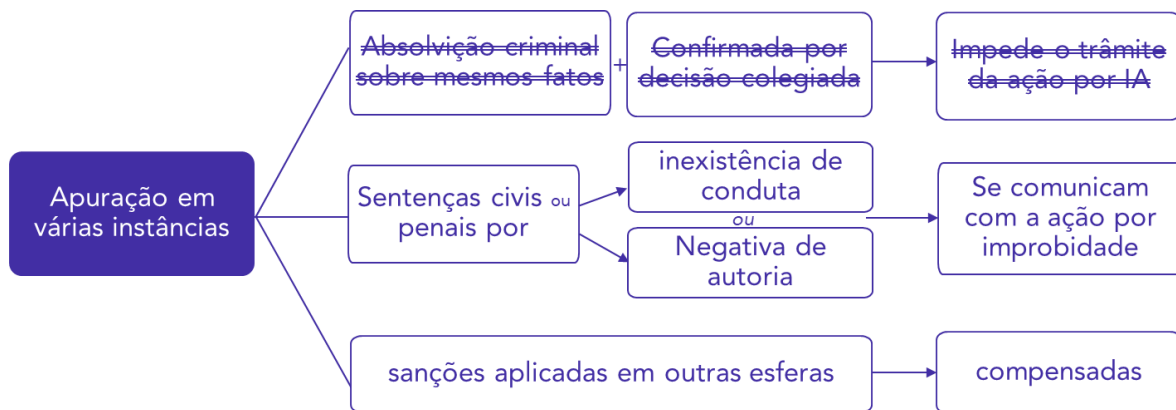 Absolvição criminal
sobre mesmos fatos
+
Confirmada por
decisão colegiada
Impede o trâmite
da ação por IA
Apuração em
várias instâncias
Sentenças civis ou
penais por
inexistência de
conduta
ou
Negativa de
autoria
Se comunicam
com a ação por
improbidade
sanções aplicadas em outras esferas
compensadas